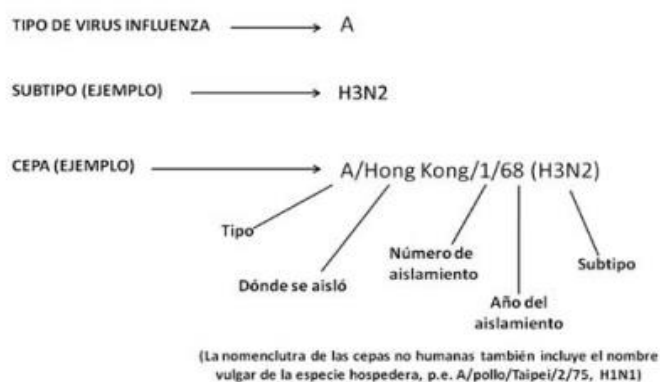 TIPO DE VIRUS INFLUENZA A
SUBTIPO (EJEMPLO) H3N2
CEPA (EJEMPLO) A/Hong Kong/1/68 (H3N2)
Tipo
Dónde se aisló
Número de
aislamiento
Año del
aislamiento
Subtipo
(La nomenclutra de las cepas no humanas también incluye el nombre
vulgar de la especie hospedera, p.e. A/pollo/Taipei/2/75, H1N1)